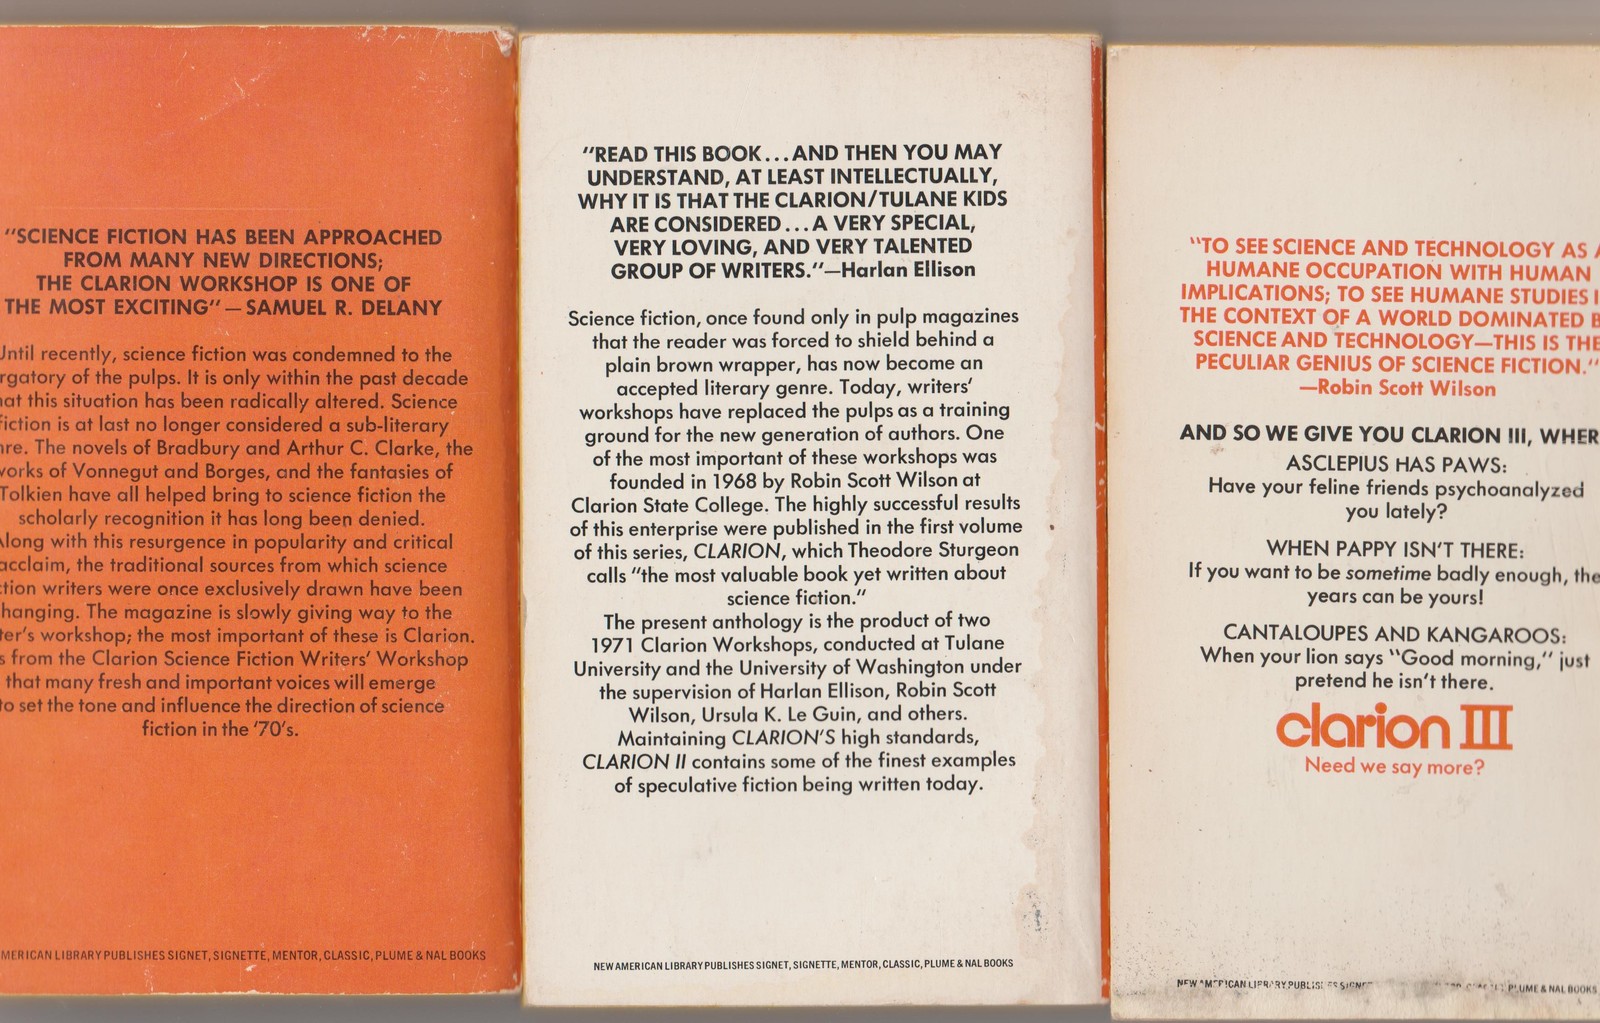 "SCIENCE FICTION HAS BEEN APPROACHED
FROM MANY NEW DIRECTIONS;
THE CLARION WORKSHOP IS ONE OF
THE MOST EXCITING"—SAMUEL R. DELANY
Until recently, science fiction was condemned to the
rgatory of the pulps. It is only within the past decade
at this situation has been radically altered. Science
fiction is at last no longer considered a sub-literary
nre. The novels of Bradbury and Arthur C. Clarke, the
works of Vonnegut and Borges, and the fantasies of
Tolkien have all helped bring to science fiction the
scholarly recognition it has long been denied.
Along with this resurgence in popularity and critical
acclaim, the traditional sources from which science
ction writers were once exclusively drawn have been
hanging. The magazine is slowly giving way to the
ter's workshop; the most important of these is Clarion.
s from the Clarion Science Fiction Writers' Workshop
that many fresh and important voices will emerge
to set the tone and influence the direction of science
fiction in the '70's.
MERICAN LIBRARY PUBLISHES SIGNET, SIGNETTE, MENTOR, CLASSIC, PLUME & NAL BOOKS
"READ THIS BOOK...AND THEN YOU MAY
UNDERSTAND, AT LEAST INTELLECTUALLY,
WHY IT IS THAT THE CLARION/TULANE KIDS
ARE CONSIDERED...A VERY SPECIAL,
VERY LOVING, AND VERY TALENTED
GROUP OF WRITERS."—Harlan Ellison
Science fiction, once found only in pulp magazines
that the reader was forced to shield behind a
plain brown wrapper, has now become an
accepted literary genre. Today, writers'
workshops have replaced the pulps as a training
ground for the new generation of authors. One
of the most important of these workshops was
founded in 1968 by Robin Scott Wilson at
Clarion State College. The highly successful results
of this enterprise were published in the first volume
of this series, CLARION, which Theodore Sturgeon
calls "the most valuable book yet written about
science fiction."
The present anthology is the product of two
1971 Clarion Workshops, conducted at Tulane
University and the University of Washington under
the supervision of Harlan Ellison, Robin Scott
Wilson, Ursula K. Le Guin, and others.
Maintaining CLARION'S high standards,
CLARION II contains some of the finest examples
of speculative fiction being written today.
NEW AMERICAN LIBRARY PUBLISHES SIGNET, SIGNETTE, MENTOR, CLASSIC, PLUME & NAL BOOKS
"TO SEE SCIENCE AND TECHNOLOGY AS A
HUMANE OCCUPATION WITH HUMAN
IMPLICATIONS; TO SEE HUMANE STUDIES I
THE CONTEXT OF A WORLD DOMINATED B
SCIENCE AND TECHNOLOGY—THIS IS THE
PECULIAR GENIUS OF SCIENCE FICTION."
—Robin Scott Wilson
AND SO WE GIVE YOU CLARION III, WHER
ASCLEPIUS HAS PAWS:
Have your feline friends psychoanalyzed
you lately?
WHEN PAPPY ISN'T THERE:
If you want to be sometime badly enough, the
years can be yours!
CANTALOUPES AND KANGAROOS:
When your lion says "Good morning," just
pretend he isn't there.
clarion III
Need we say more?
NEW AMERICAN LIBRARY PUBLISHES SIGNET PLUME & NAL BOOKS